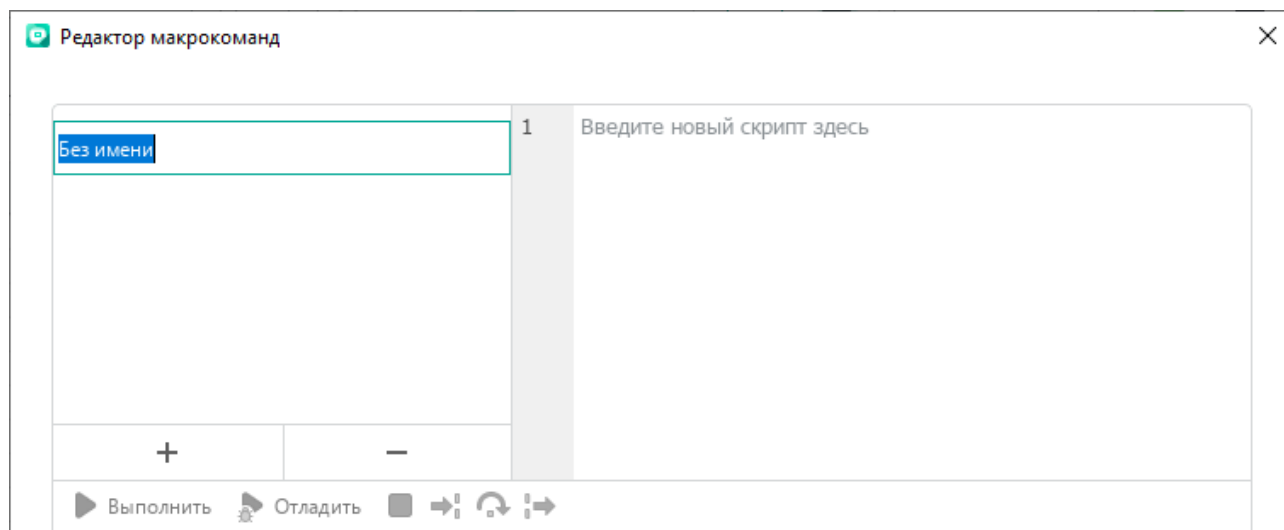 Редактор макрокоманд
Без имени
1 Введите новый скрипт здесь
Выполнить Отладить